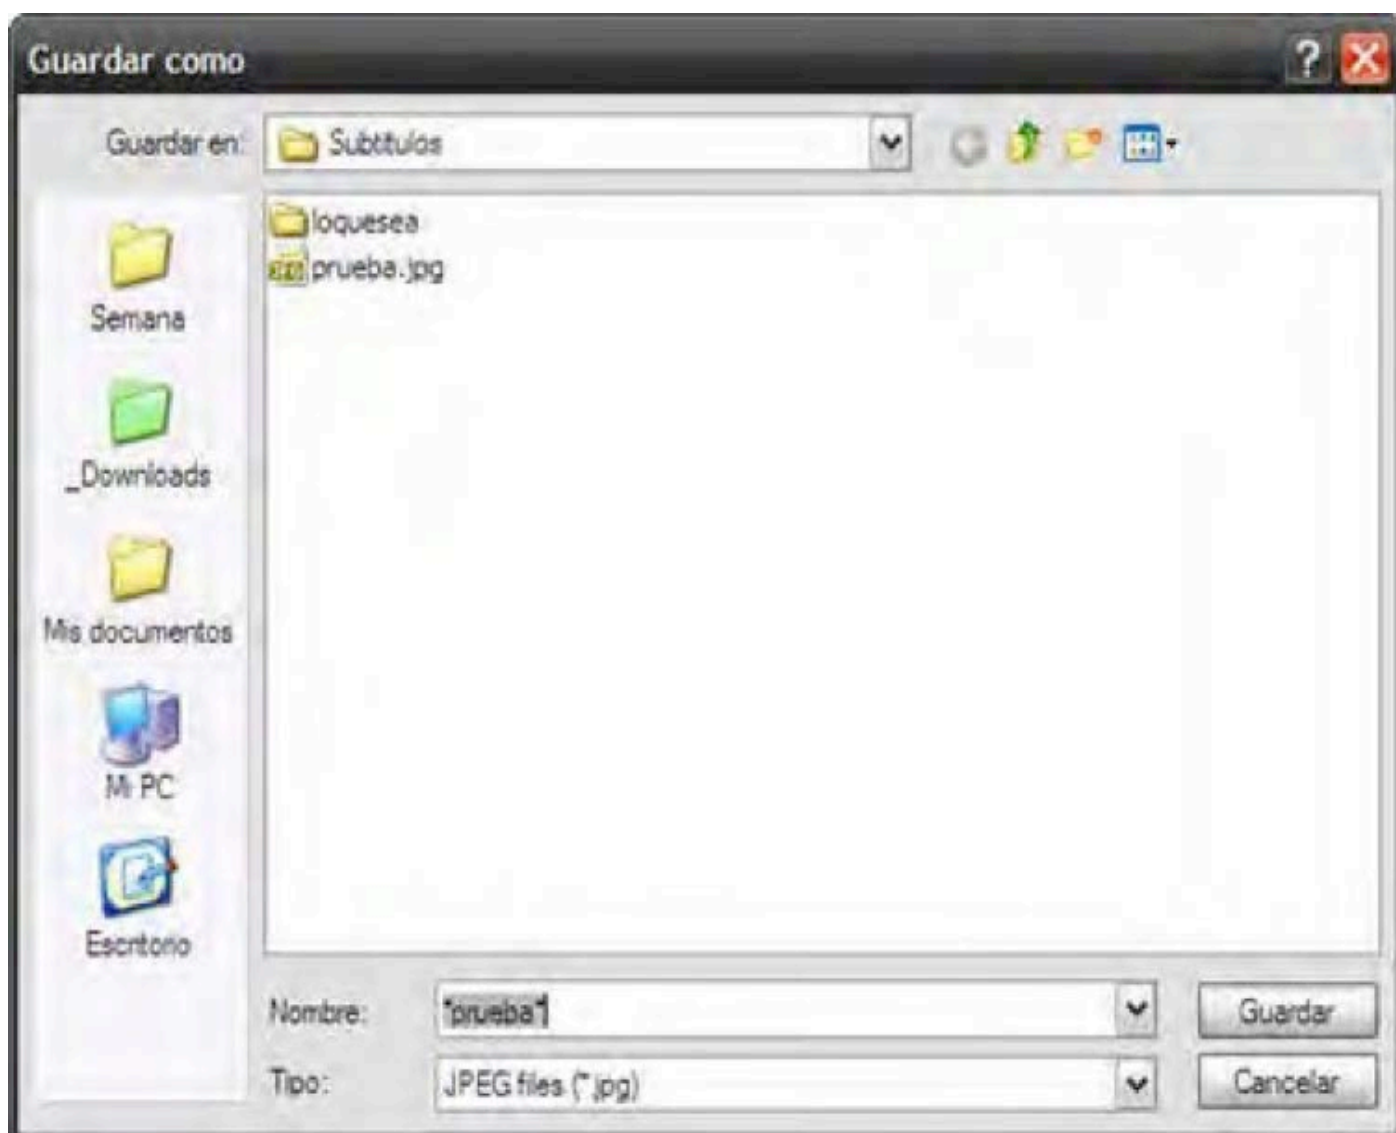 Guardar como
?
Guardar en:
Subtítulos
loquesea
prueba.jpg
Semana
_Downloads
Mis documentos
Mi PC
Escritorio
Nombre:
"prueba"
Guardar
Tipo:
JPEG files (*.jpg)
Cancelar